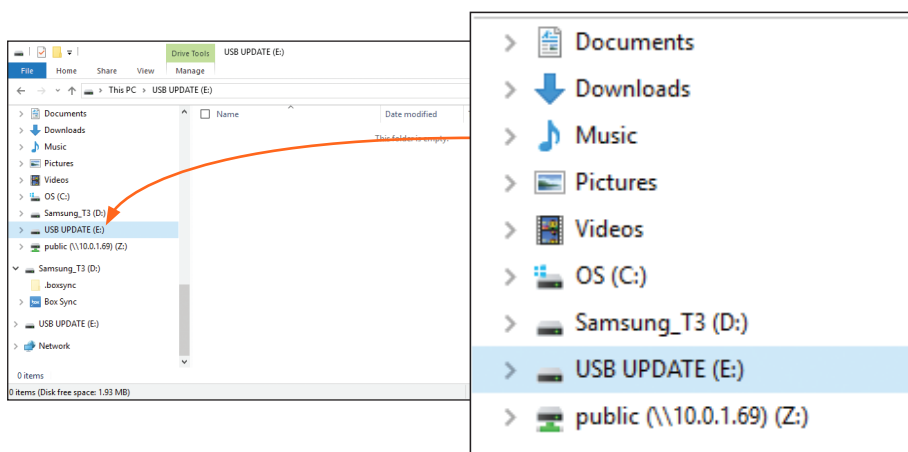 Drive Tools USB UPDATE (E:)
File Home Share View Manage
This PC > USB UPDATE (E:)
Name Date modified
This folder is empty.
Documents
Downloads
Music
Pictures
Videos
OS (C:)
Samsung_T3 (D:)
USB UPDATE (E:)
public (\\10.0.1.69) (Z:)
Samsung_T3 (D:)
.boxsync
Box Sync
USB UPDATE (E:)
Network
0 items
0 items (Disk free space: 1.93 MB)
Documents
Downloads
Music
Pictures
Videos
OS (C:)
Samsung_T3 (D:)
USB UPDATE (E:)
public (\\10.0.1.69) (Z:)